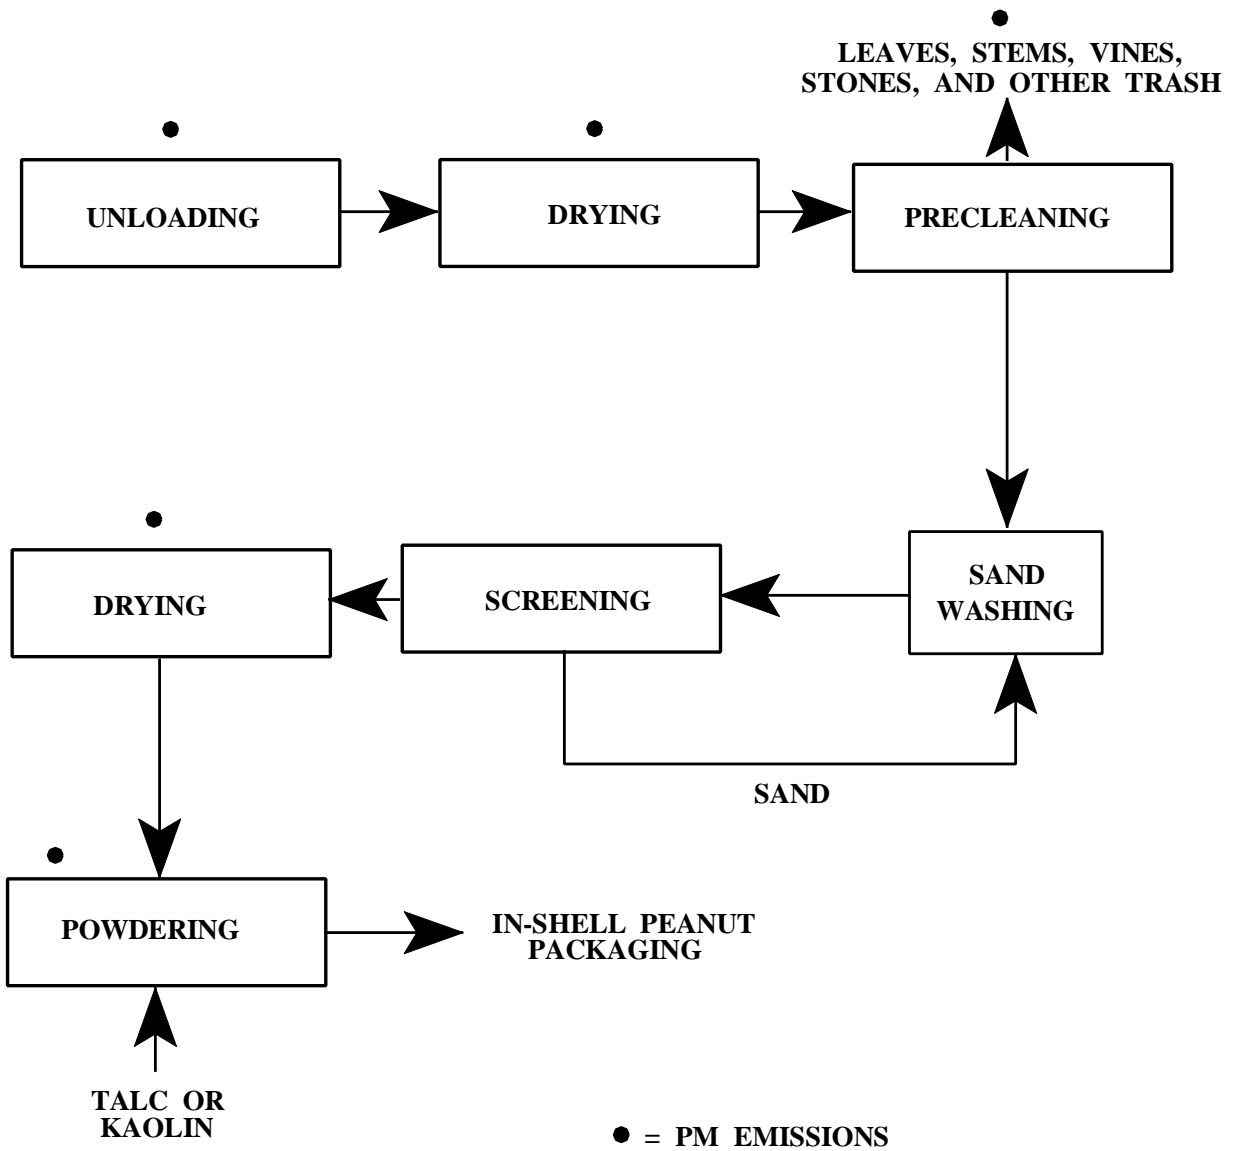 LEAVES, STEMS, VINES,
STONES, AND OTHER TRASH
UNLOADING
DRYING
PRECLEANING
DRYING
SCREENING
SAND
WASHING
SAND
POWDERING
IN-SHELL PEANUT
PACKAGING
TALC OR
KAOLIN
= PM EMISSIONS